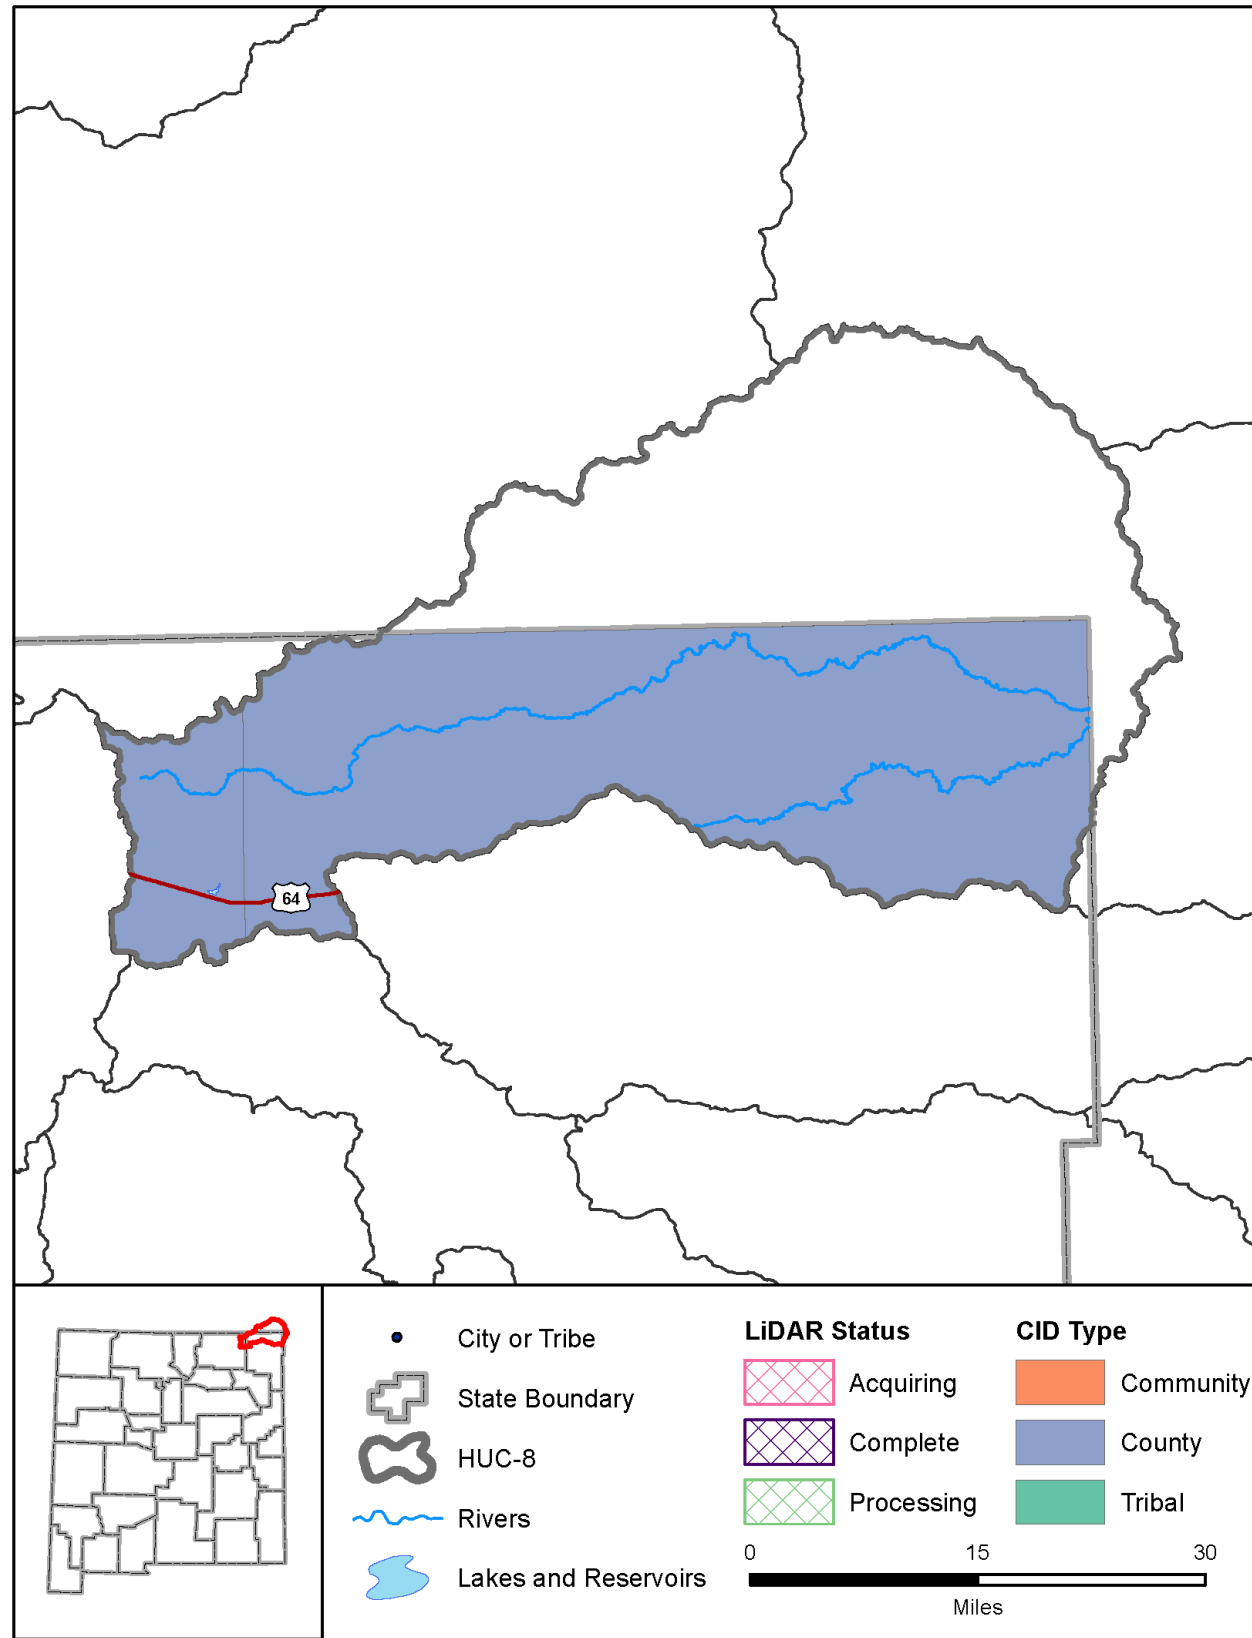 64
City or Tribe
State Boundary
HUC-8
Rivers
Lakes and Reservoirs
LiDAR Status
Acquiring
Complete
Processing
CID Type
Community
County
Tribal
0 15 30
Miles